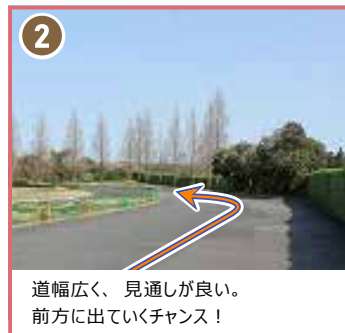 2
道幅広く、見通しが良い。
前方に出ていくチャンス！